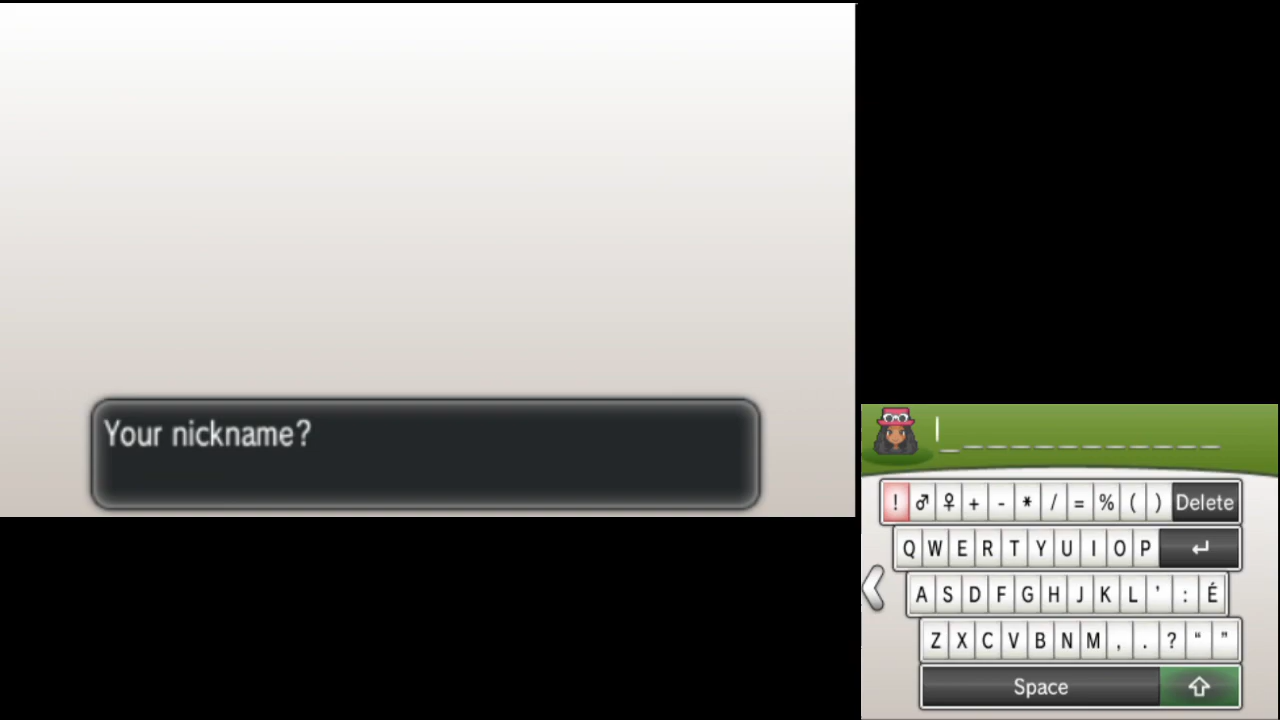 Your nickname?
! ♂ ♀ + - * / = % ( ) Delete
Q W E R T Y U I O P ↵
A S D F G H J K L ' : É
Z X C V B N M , . ? “ ”
Space